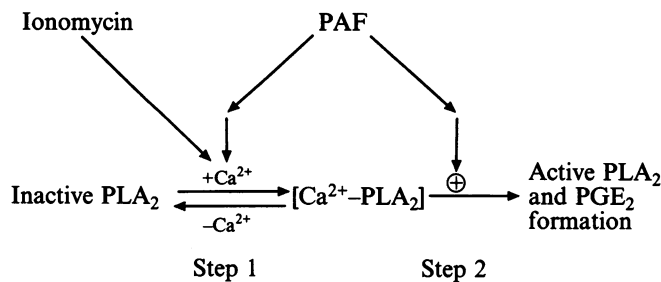 Ionomycin
PAF
+Ca²⁺
Inactive PLA₂
[Ca²⁺–PLA₂]
⊕
Active PLA₂
and PGE₂
formation
–Ca²⁺
Step 1
Step 2